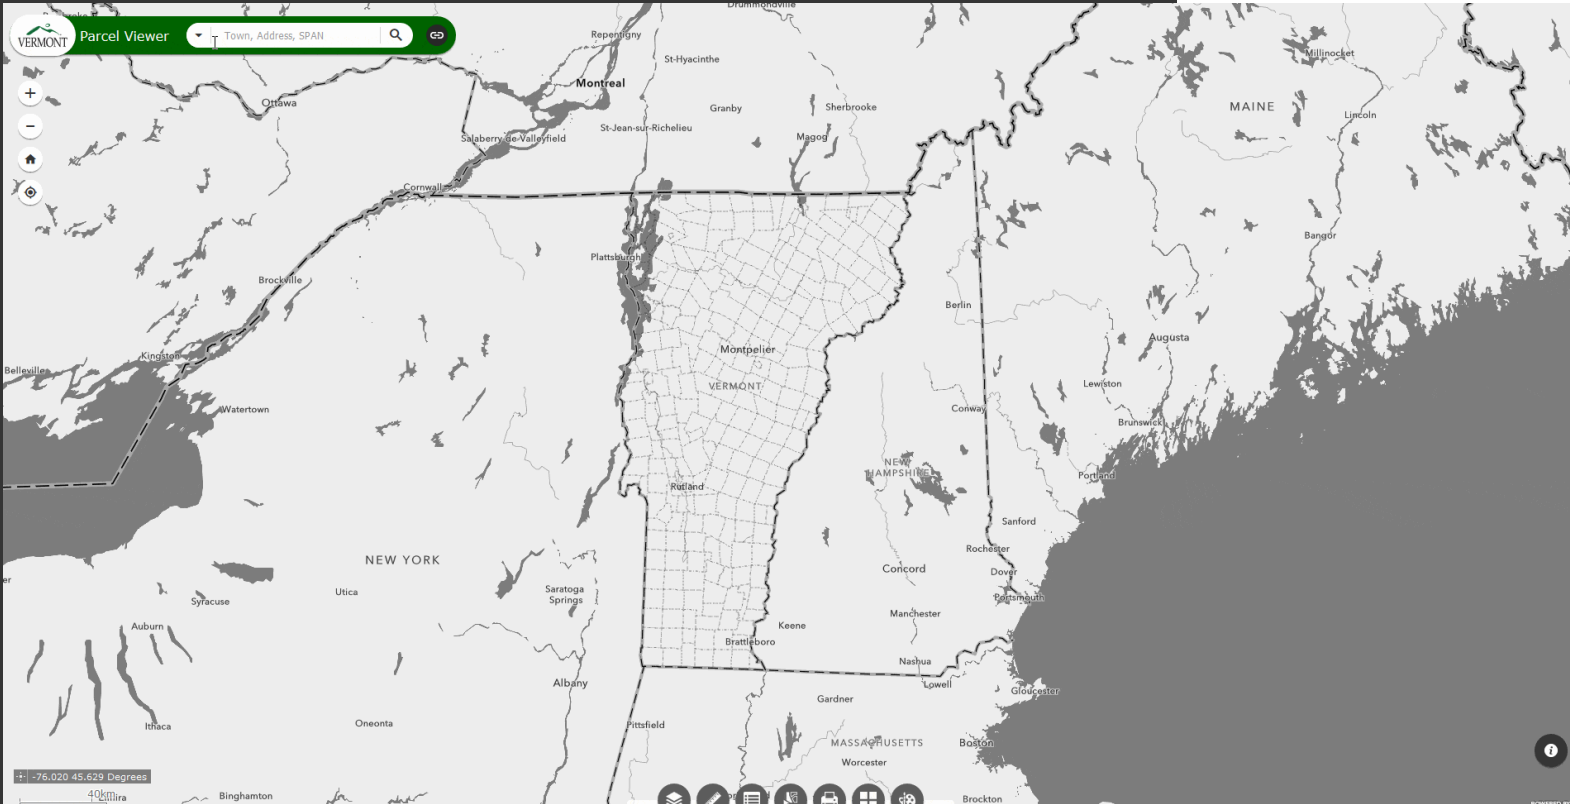 Drummondville
VERMONT
Parcel Viewer
Town, Address, SPAN
Repentigny
Millinocket
St-Hyacinthe
Montreal
Ottawa
Granby
Sherbrooke
MAINE
Lincoln
St-Jean-sur-Richelieu
Salaberry-de-Valleyfield
Magog
Cornwall
Bangor
Plattsburgh
Brockville
Berlin
Augusta
Montpelier
Kingston
Belleville
VERMONT
Lewiston
Watertown
Conway
Brunswick
NEW
HAMPSHIRE
Portland
Rutland
Sanford
Rochester
NEW YORK
Concord
Dover
Saratoga
Springs
Utica
Portsmouth
Syracuse
Manchester
Auburn
Keene
Brattleboro
Nashua
Albany
Lowell
Gloucester
Gardner
Oneonta
Ithaca
Pittsfield
MASSACHUSETTS
Boston
Worcester
-76.020 45.629 Degrees
40km
Elmira
Binghamton
Brockton